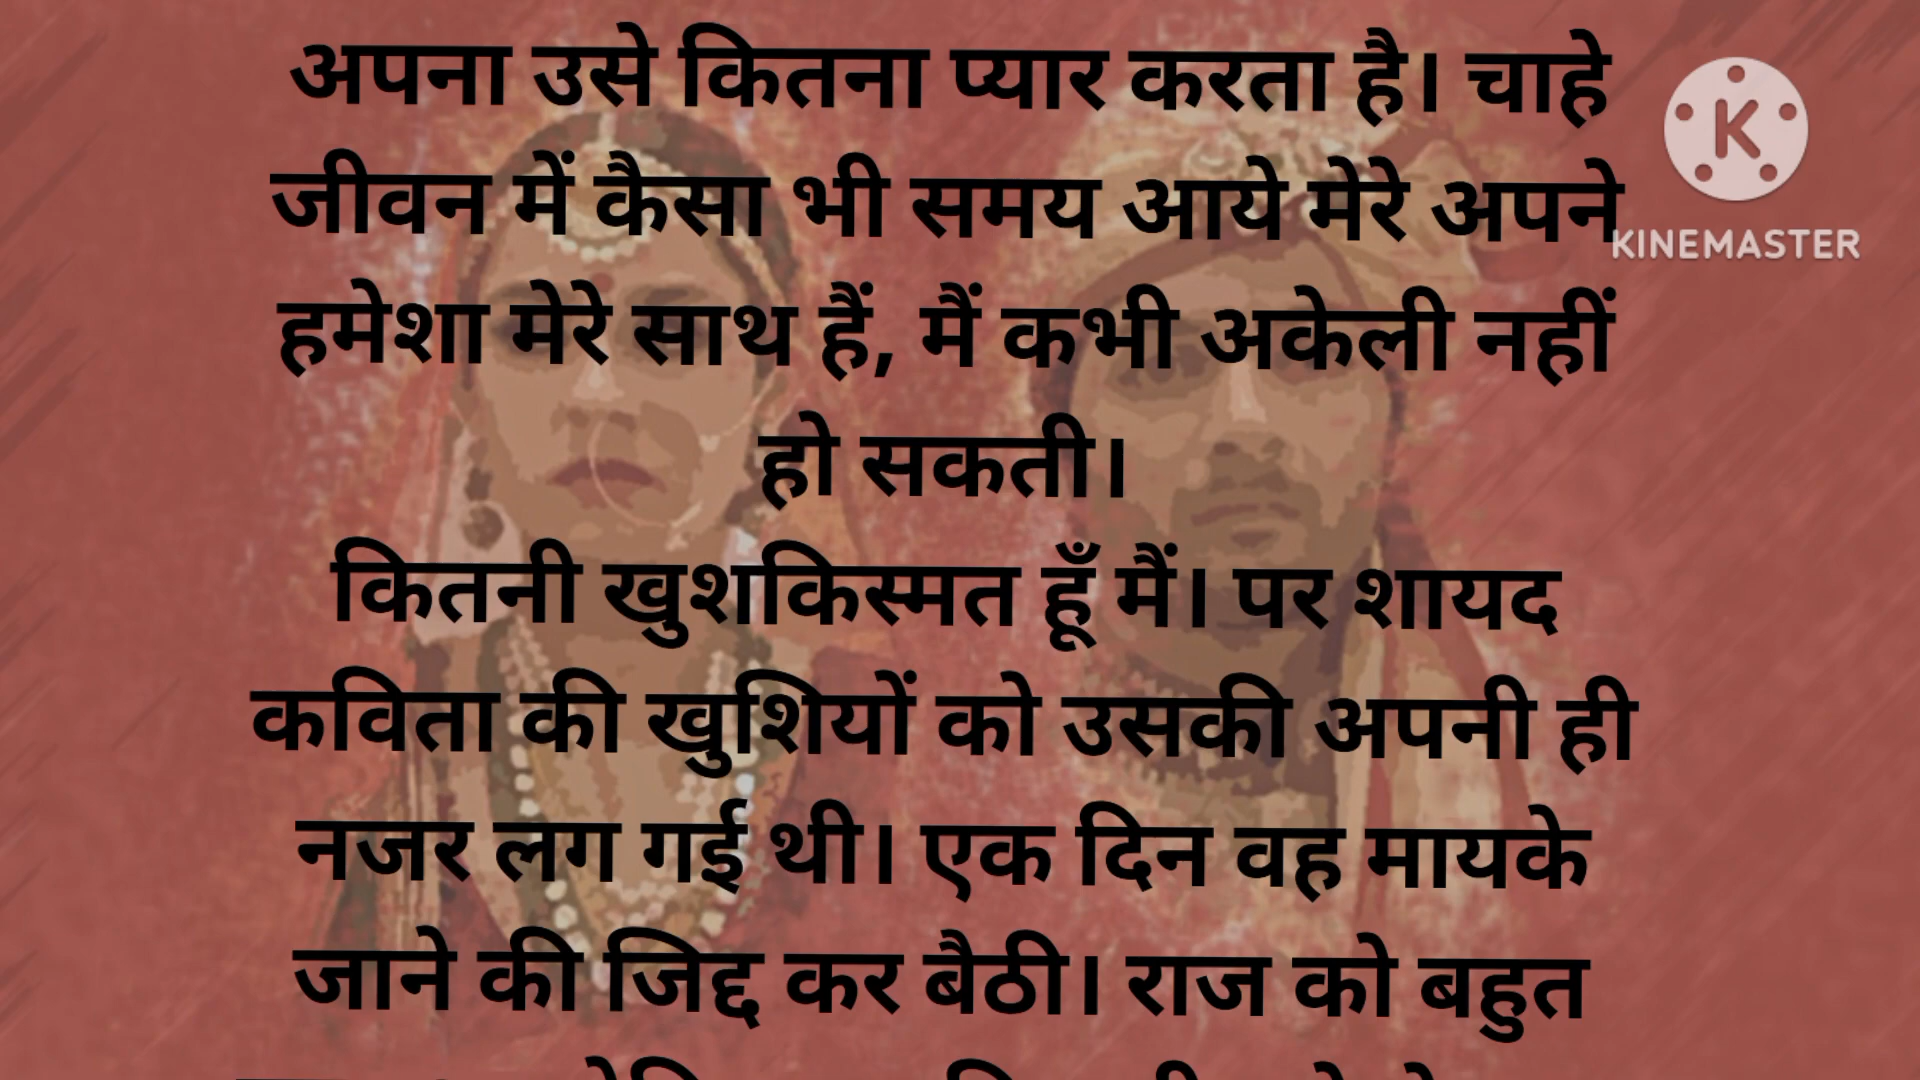 अपना उसे कितना प्यार करता है। चाहे
जीवन में कैसा भी समय आये मेरे अपने
हमेशा मेरे साथ हैं, मैं कभी अकेली नहीं
हो सकती।
कितनी खुशकिस्मत हूँ मैं। पर शायद
कविता की खुशियों को उसकी अपनी ही
नजर लग गई थी। एक दिन वह मायके
जाने की जिद्द कर बैठी। राज को बहुत
K
KINEMASTER